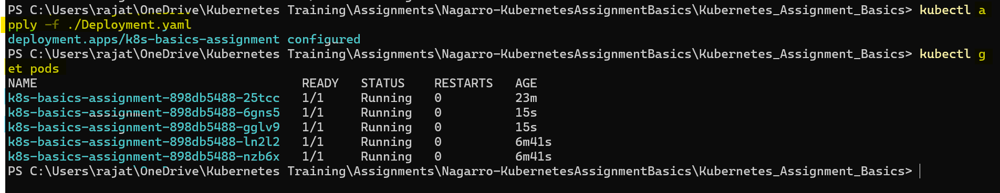 PS C:\Users\rajat\OneDrive\Kubernetes Training\Assignments\Nagarro-KubernetesAssignmentBasics\Kubernetes_Assignment_Basics> kubectl a
pply -f ./Deployment.yaml
deployment.apps/k8s-basics-assignment configured
PS C:\Users\rajat\OneDrive\Kubernetes Training\Assignments\Nagarro-KubernetesAssignmentBasics\Kubernetes_Assignment_Basics> kubectl g
et pods
NAME                                    READY   STATUS    RESTARTS   AGE
k8s-basics-assignment-898db5488-25tcc   1/1     Running   0          23m
k8s-basics-assignment-898db5488-6gns5   1/1     Running   0          15s
k8s-basics-assignment-898db5488-gglv9   1/1     Running   0          15s
k8s-basics-assignment-898db5488-ln2l2   1/1     Running   0          6m41s
k8s-basics-assignment-898db5488-nzb6x   1/1     Running   0          6m41s
PS C:\Users\rajat\OneDrive\Kubernetes Training\Assignments\Nagarro-KubernetesAssignmentBasics\Kubernetes_Assignment_Basics>